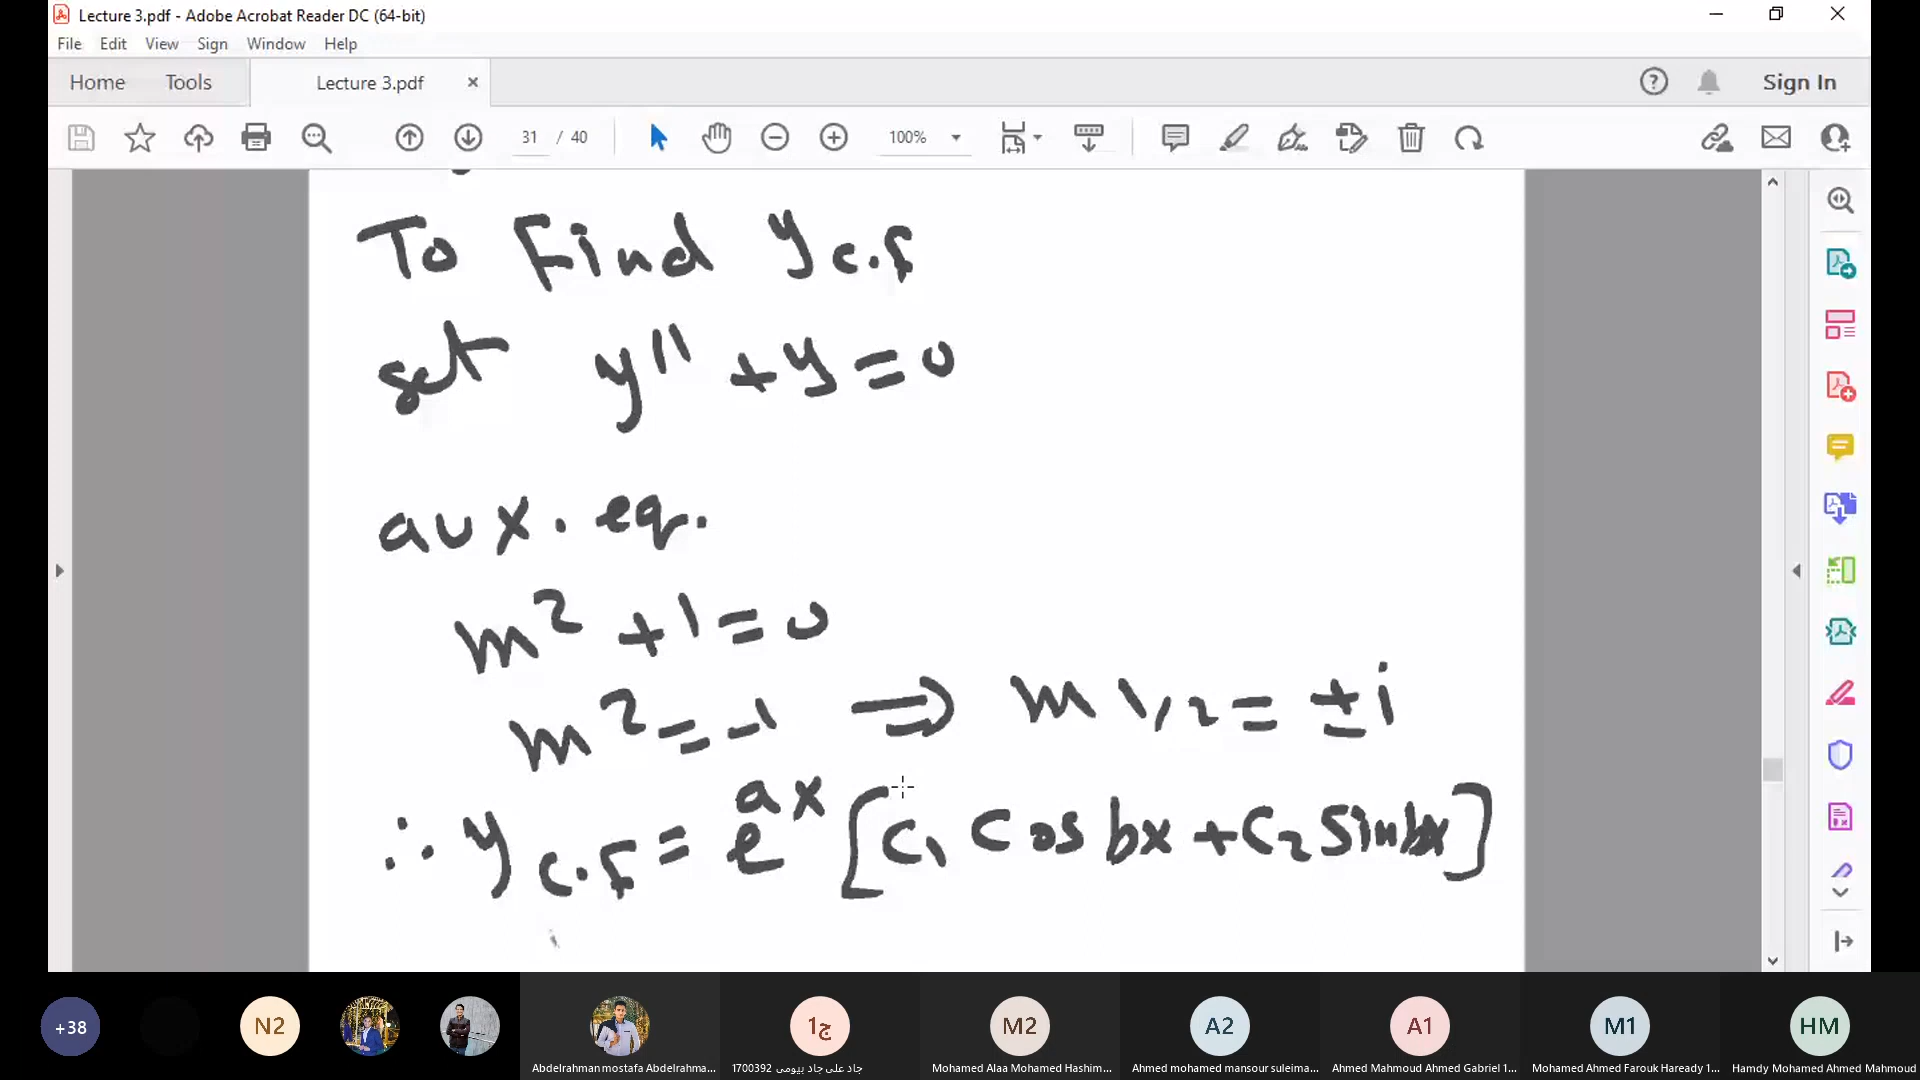 Lecture 3.pdf - Adobe Acrobat Reader DC (64-bit)
File Edit View Sign Window Help
Home Tools Lecture 3.pdf × Sign In
31 / 40 100%
To Find y c.f
set y'' + y = 0
aux. eq.
m² + 1 = 0
m² = -1 ⇒ m 1,2 = ± i
∴ y c.f = e^ax [c₁ cos bx + c₂ sin bx]
+38 N2 ج1 M2 A2 A1 M1 HM
Abdelrahman mostafa Abdelrahma... جاد على جاد بيومى 1700392 Mohamed Alaa Mohamed Hashim... Ahmed mohamed mansour suleima... Ahmed Mahmoud Ahmed Gabriel 1... Mohamed Ahmed Farouk Haready 1... Hamdy Mohamed Ahmed Mahmoud